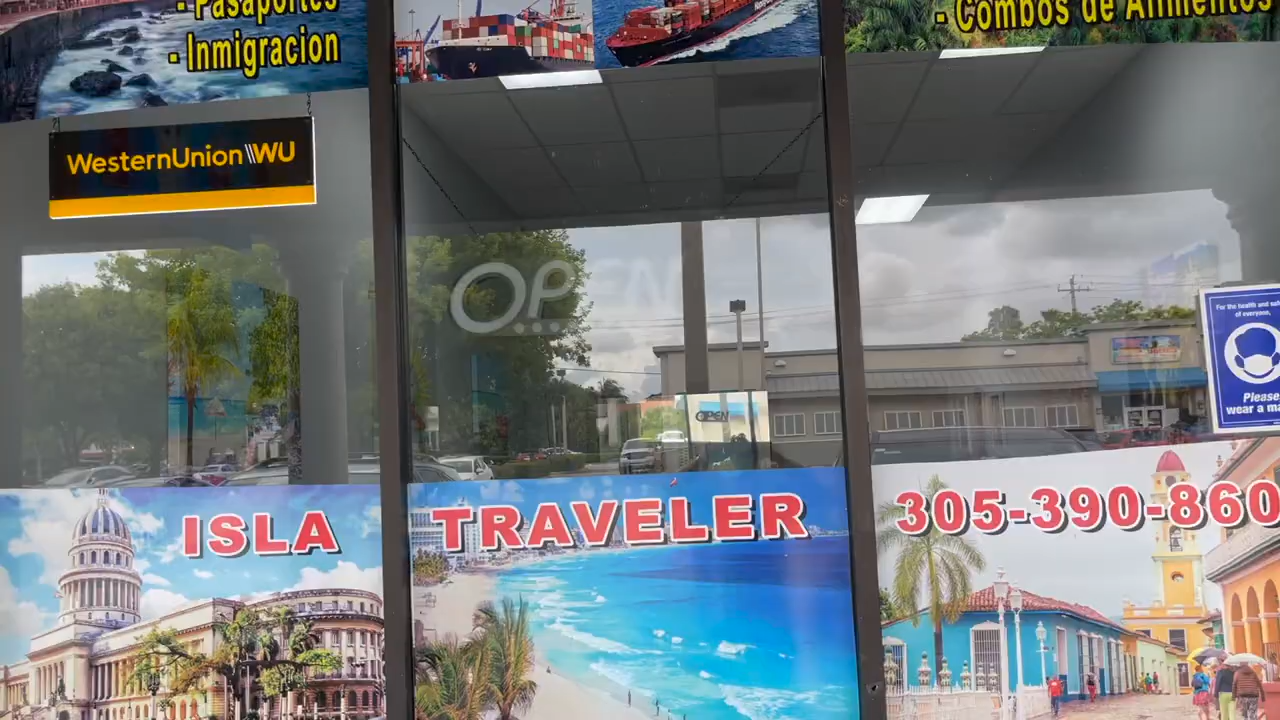 - Pasaportes
- Inmigracion
- Combos de Alimentos
WesternUnion\\WU
OPEN
OPEN
For the health and safety
of everyone,
Please
wear a
ISLA TRAVELER 305-390-860